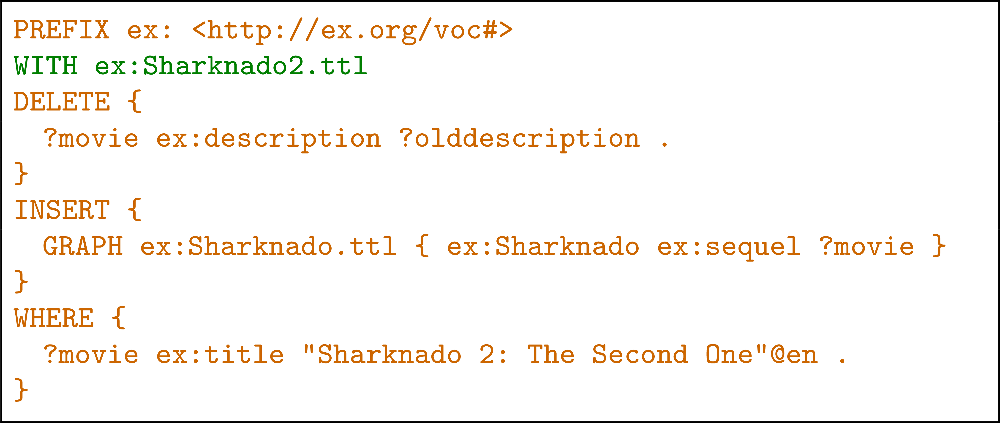 PREFIX ex: <http://ex.org/voc#>
WITH ex:Sharknado2.ttl
DELETE {
  ?movie ex:description ?olddescription .
}
INSERT {
  GRAPH ex:Sharknado.ttl { ex:Sharknado ex:sequel ?movie }
}
WHERE {
  ?movie ex:title "Sharknado 2: The Second One"@en .
}